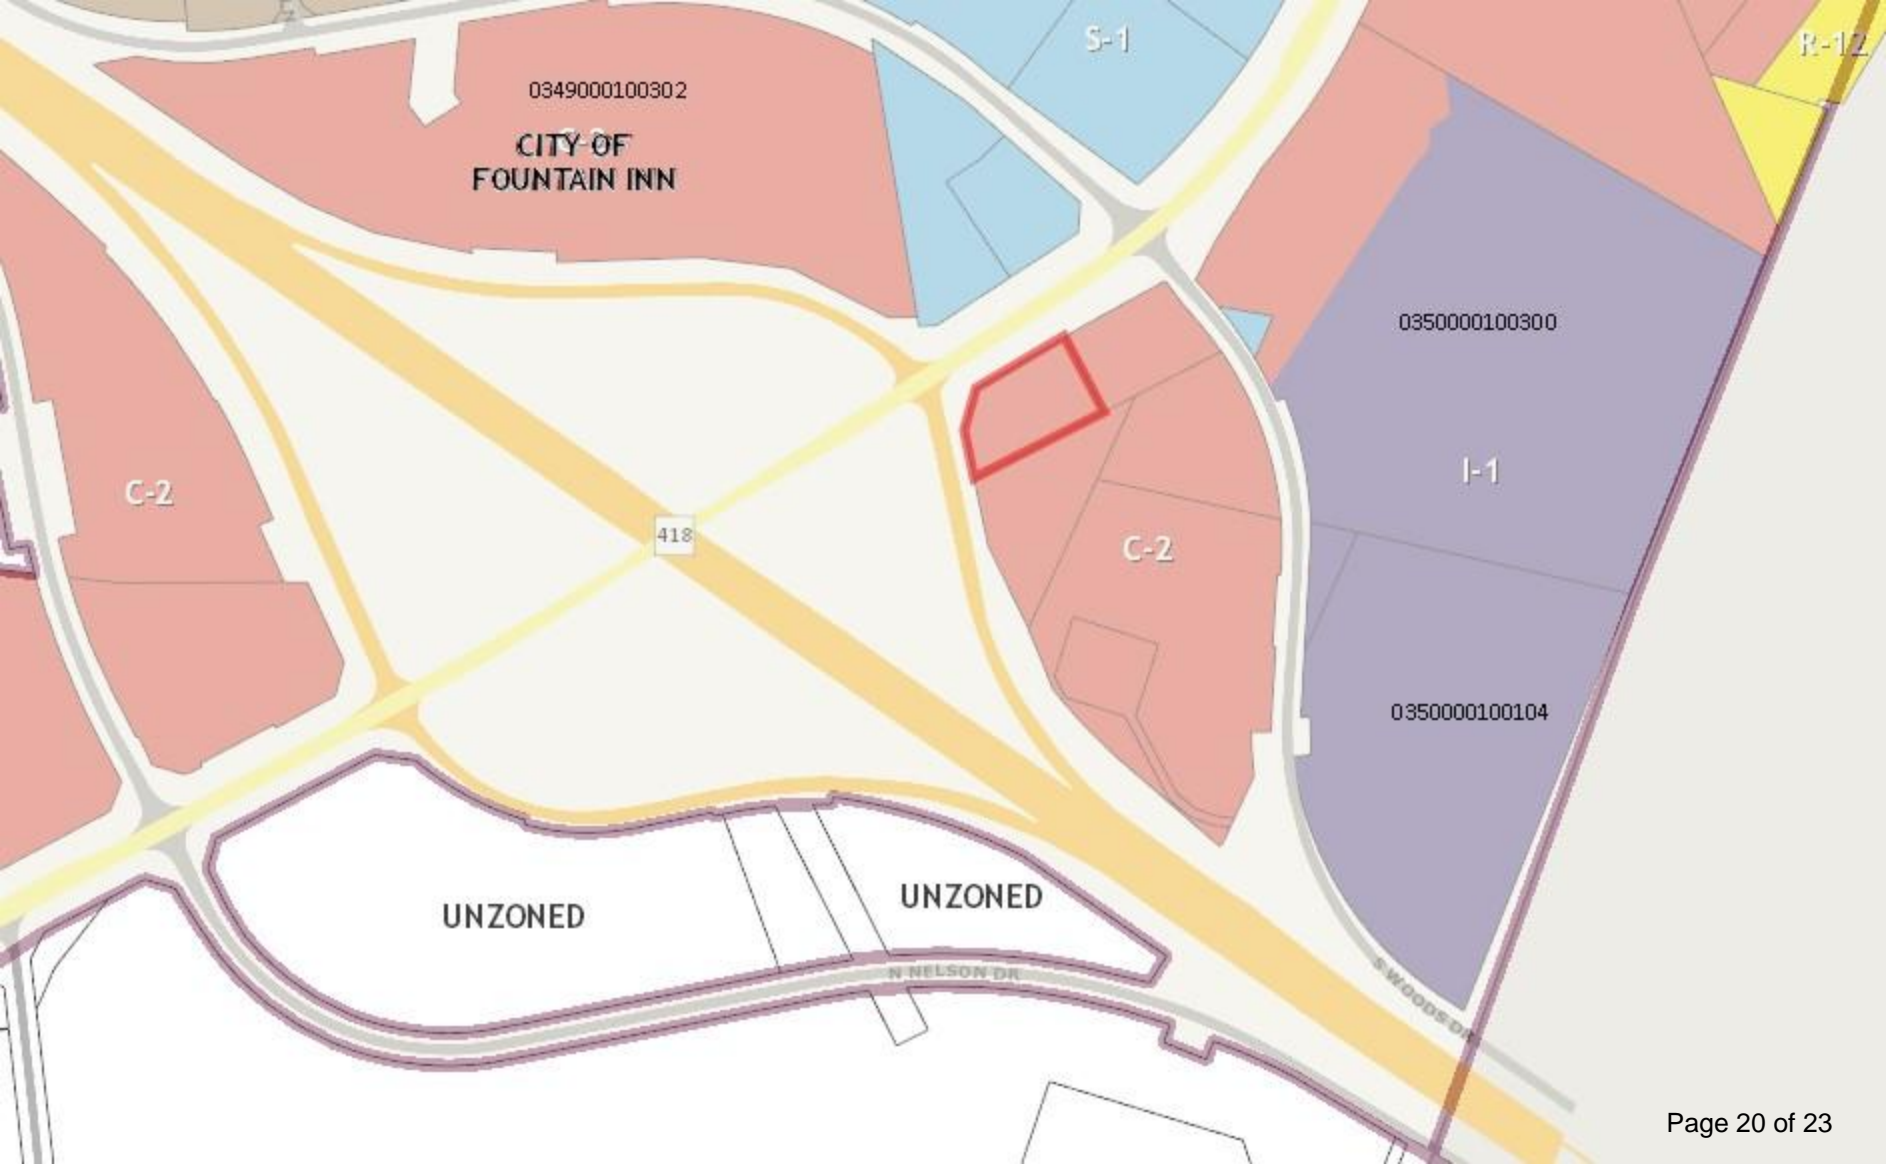 S-1
R-12
0349000100302
CITY OF
FOUNTAIN INN
0350000100300
I-1
C-2
418
C-2
0350000100104
UNZONED
UNZONED
N NELSON DR
S WOODS DR
Page 20 of 23